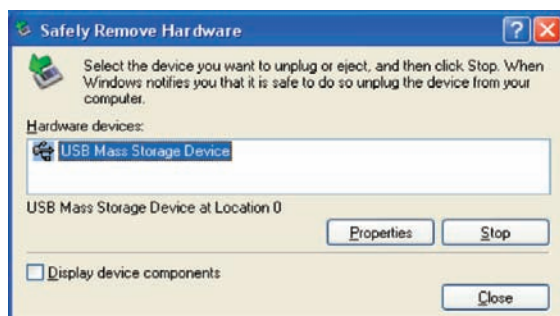 Safely Remove Hardware
Select the device you want to unplug or eject, and then click Stop. When
Windows notifies you that it is safe to do so unplug the device from your
computer.
Hardware devices:
USB Mass Storage Device
USB Mass Storage Device at Location 0
Properties Stop
Display device components
Close